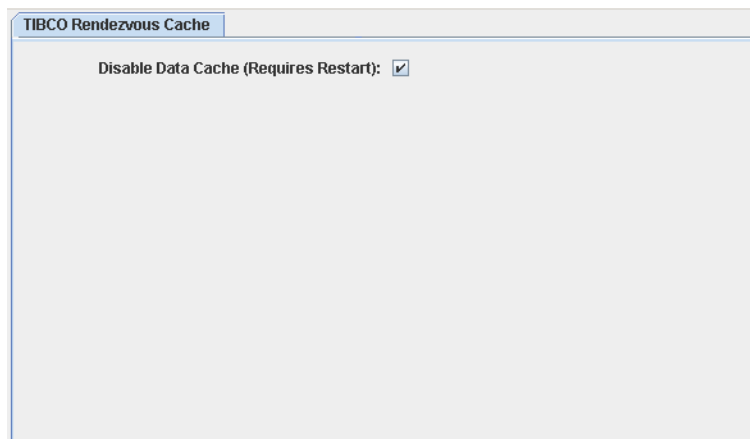 TIBCO Rendezvous Cache
Disable Data Cache (Requires Restart):